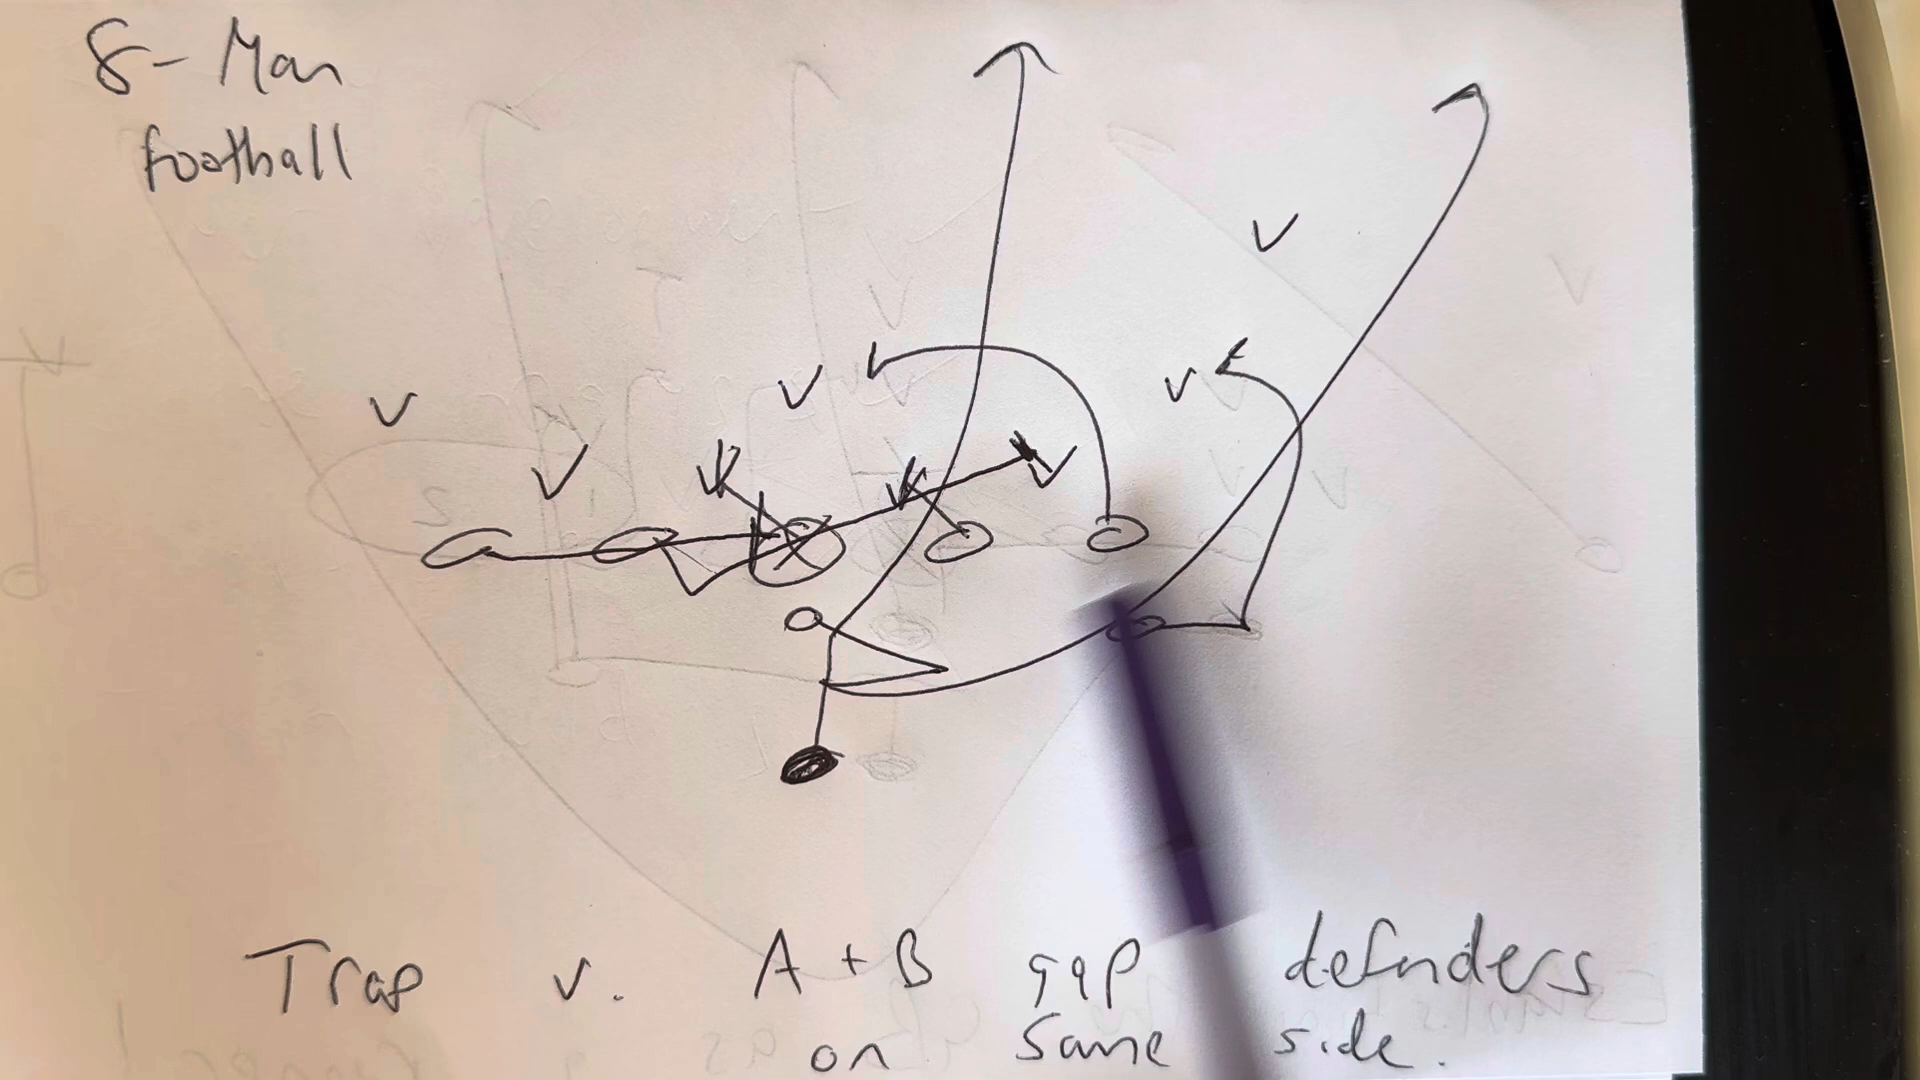 8- Man
football
Trap v. A + B gap defenders
on same side.